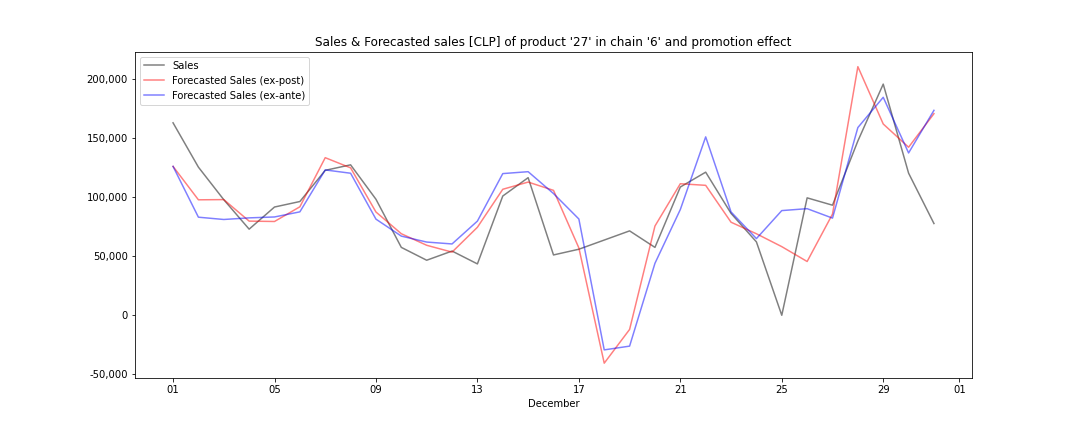 Sales & Forecasted sales [CLP] of product '27' in chain '6' and promotion effect
Sales
Forecasted Sales (ex-post)
Forecasted Sales (ex-ante)
200,000
150,000
100,000
50,000
0
-50,000
01 05 09 13 17 21 25 29 01
December